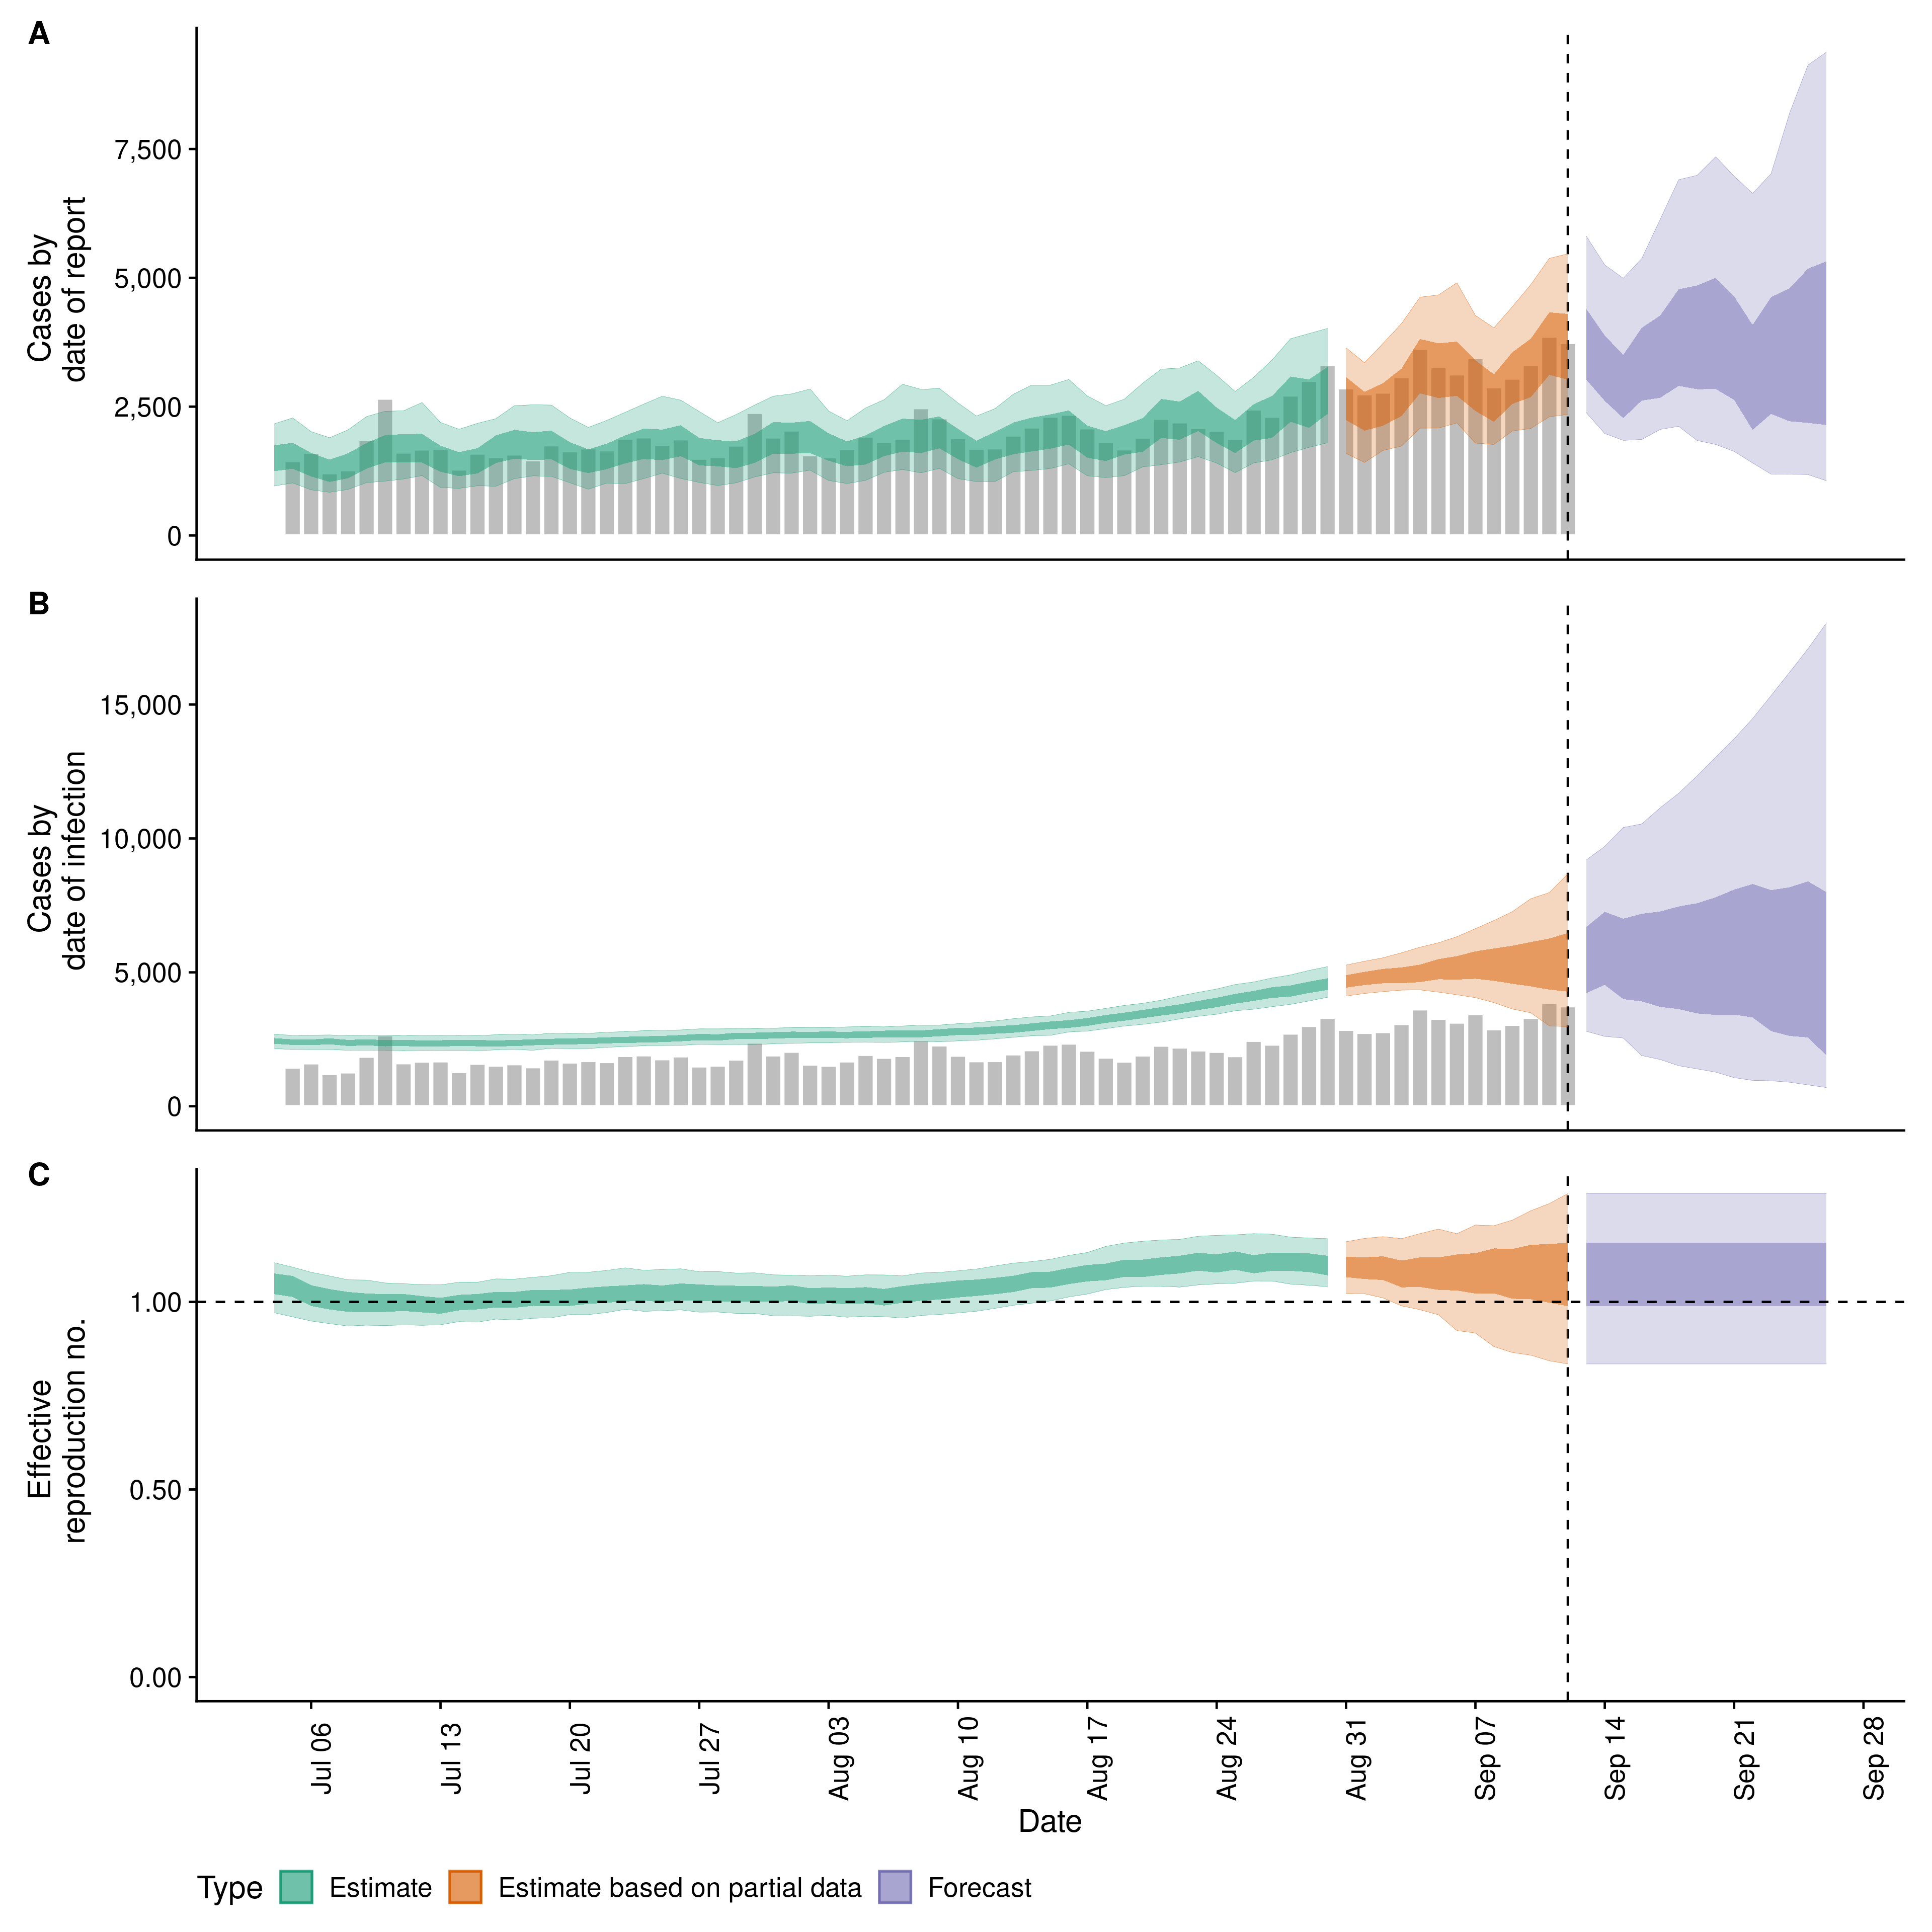 A
Cases by
date of report
7,500
5,000
2,500
0
B
Cases by
date of infection
15,000
10,000
5,000
0
C
Effective
reproduction no.
1.00
0.50
0.00
Jul 06
Jul 13
Jul 20
Jul 27
Aug 03
Aug 10
Aug 17
Aug 24
Aug 31
Sep 07
Sep 14
Sep 21
Sep 28
Date
Type Estimate Estimate based on partial data Forecast